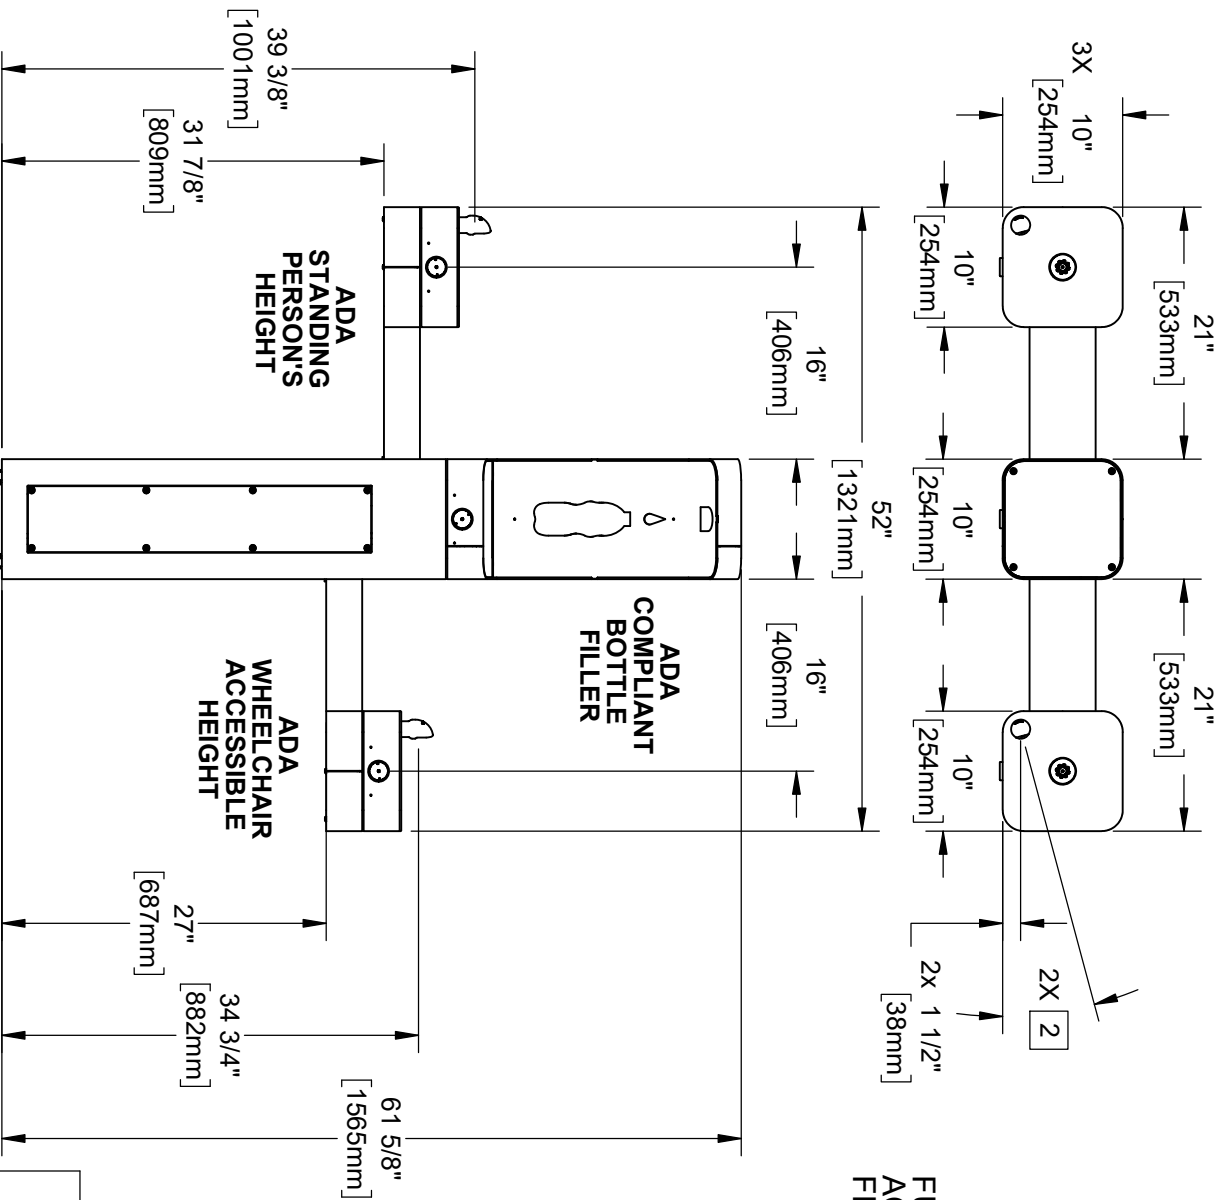 3X
10"
[254mm]
21"
[533mm]
21"
[533mm]
10"
[254mm]
10"
[254mm]
10"
[254mm]
2X 2
2x 1 1/2"
[38mm]
52"
[1321mm]
16"
[406mm]
16"
[406mm]
ADA
COMPLIANT
BOTTLE
FILLER
39 3/8"
[1001mm]
31 7/8"
[809mm]
ADA
STANDING
PERSON'S
HEIGHT
ADA
WHEELCHAIR
ACCESSIBLE
HEIGHT
27"
[687mm]
34 3/4"
[882mm]
61 5/8"
[1565mm]